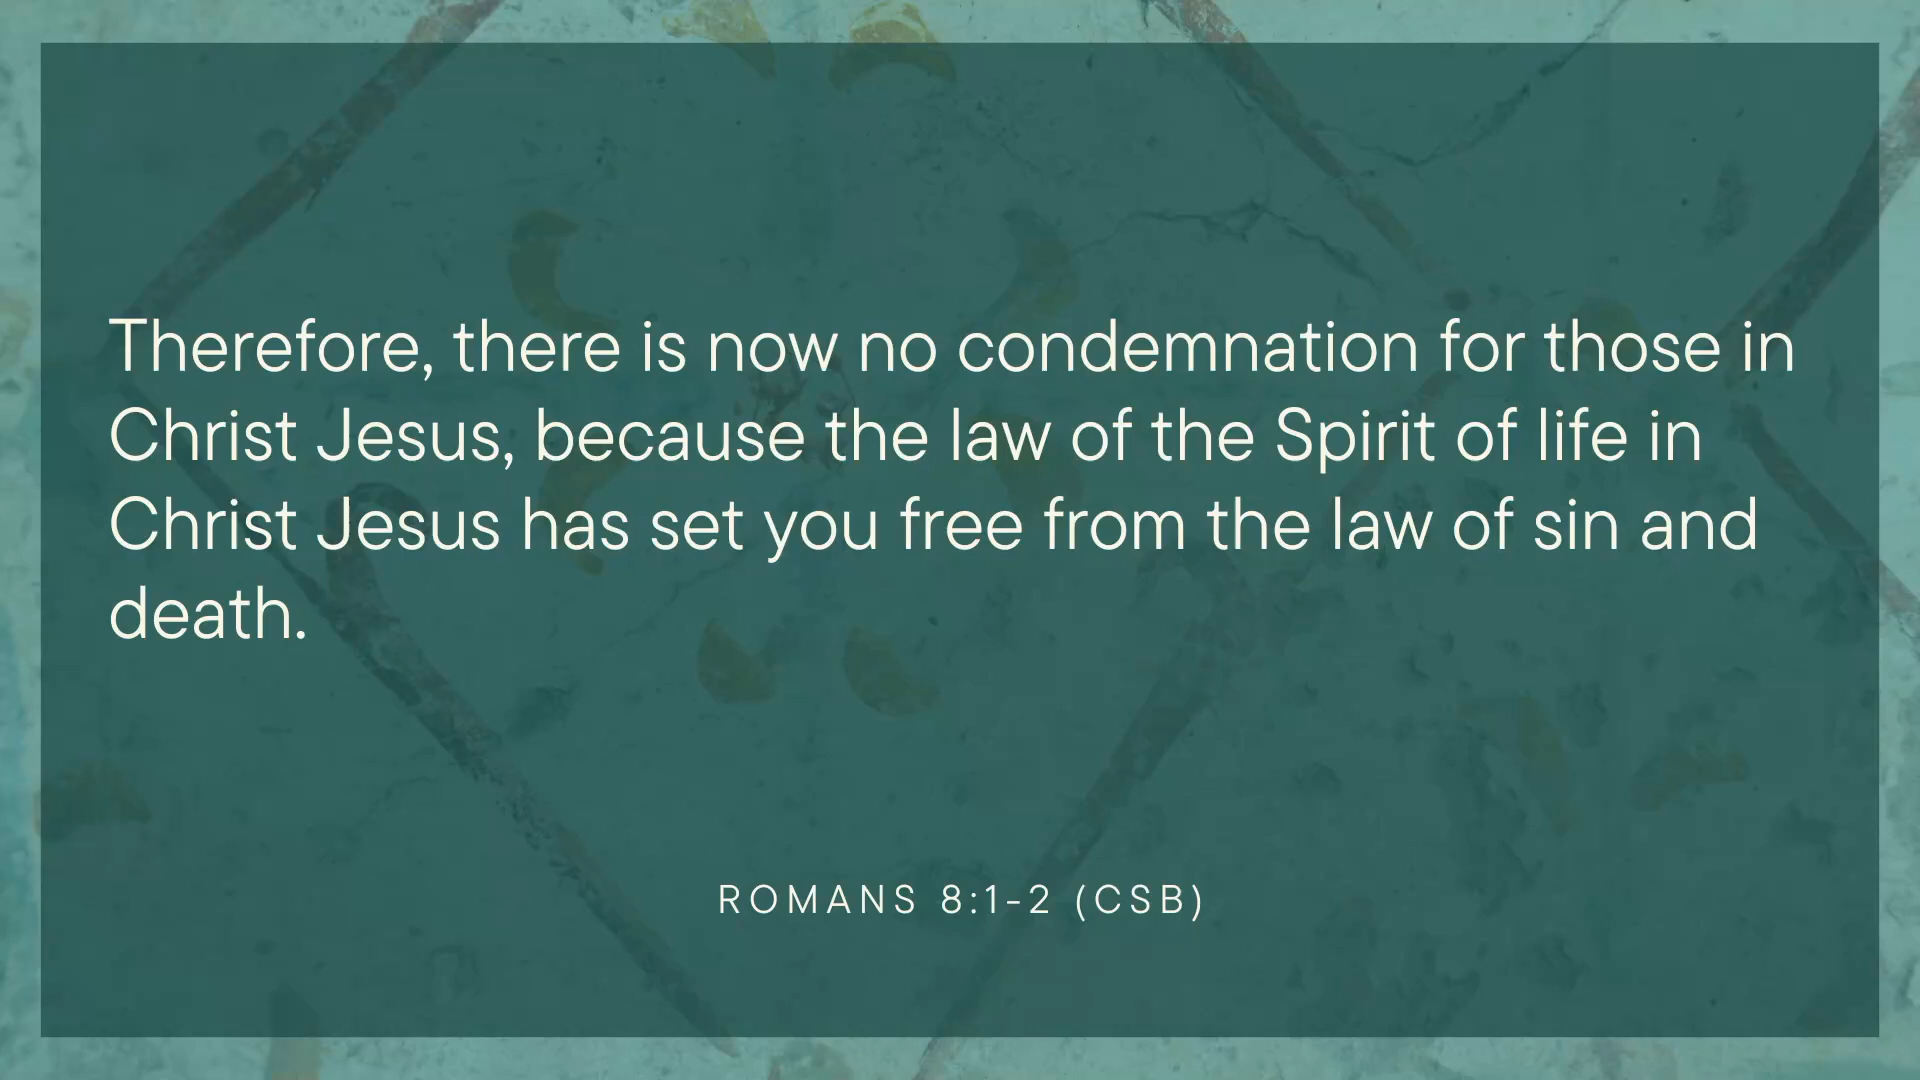 Therefore, there is now no condemnation for those in
Christ Jesus, because the law of the Spirit of life in
Christ Jesus has set you free from the law of sin and
death.
ROMANS 8:1-2 (CSB)